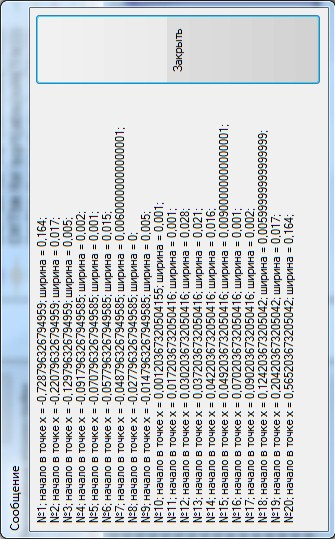 Сообщение
№1; начало в точке x = -0,728796326794959; ширина = 0,164;
№2; начало в точке x = -0,220796326794959; ширина = 0,017;
№3; начало в точке x = -0,129796326794959; ширина = 0,005;
№4; начало в точке x = -0,0917963267949585; ширина = 0,002;
№5; начало в точке x = -0,0707963267949585; ширина = 0,001;
№6; начало в точке x = -0,0577963267949585; ширина = 0,015;
№7; начало в точке x = -0,0487963267949585; ширина = 0,00600000000000001;
№8; начало в точке x = -0,0277963267949585; ширина = 0;
№9; начало в точке x = -0,0147963267949585; ширина = 0,005;
№10; начало в точке x = 0,00120367320504155; ширина = 0,001;
№11; начало в точке x = 0,0172036732050416; ширина = 0,001;
№12; начало в точке x = 0,0302036732050416; ширина = 0,028;
№13; начало в точке x = 0,0372036732050416; ширина = 0,021;
№14; начало в точке x = 0,0442036732050416; ширина = 0,016;
№15; начало в точке x = 0,0492036732050416; ширина = 0,00900000000000001;
№16; начало в точке x = 0,0702036732050416; ширина = 0,001;
№17; начало в точке x = 0,0902036732050416; ширина = 0,002;
№18; начало в точке x = 0,124203673205042; ширина = 0,00599999999999999;
№19; начало в точке x = 0,204203673205042; ширина = 0,017;
№20; начало в точке x = 0,565203673205042; ширина = 0,164;
Закрыть